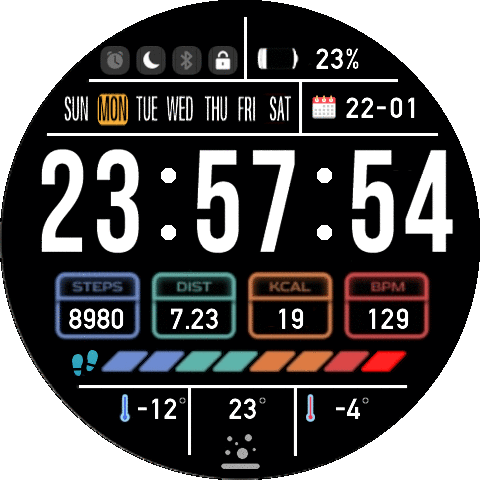 23%
SUN MON TUE WED THU FRI SAT 22-01
23:57:54
STEPS DIST KCAL BPM
8980 7.23 19 129
-12° 23° -4°